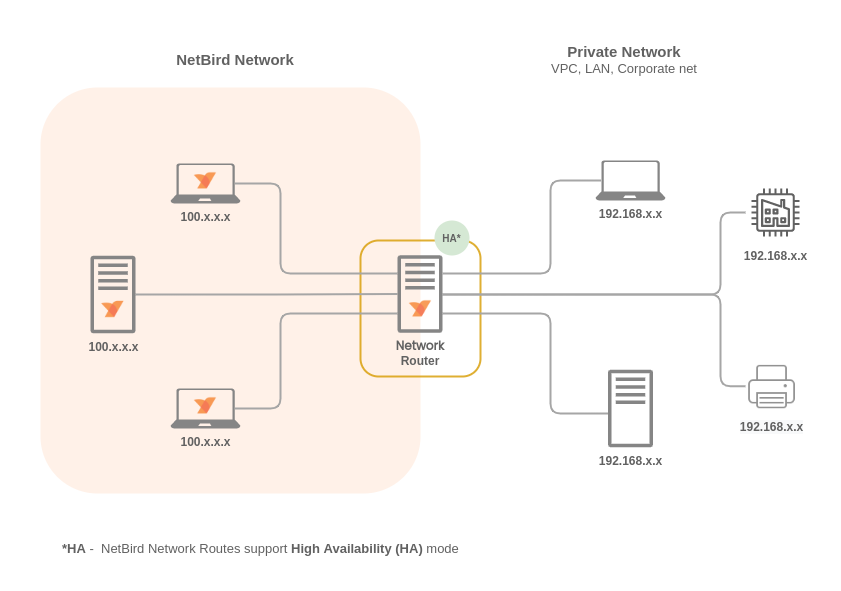 NetBird Network
Private Network
VPC, LAN, Corporate net
100.x.x.x
192.168.x.x
HA*
192.168.x.x
100.x.x.x
Network
Router
100.x.x.x
192.168.x.x
192.168.x.x
*HA - NetBird Network Routes support High Availability (HA) mode